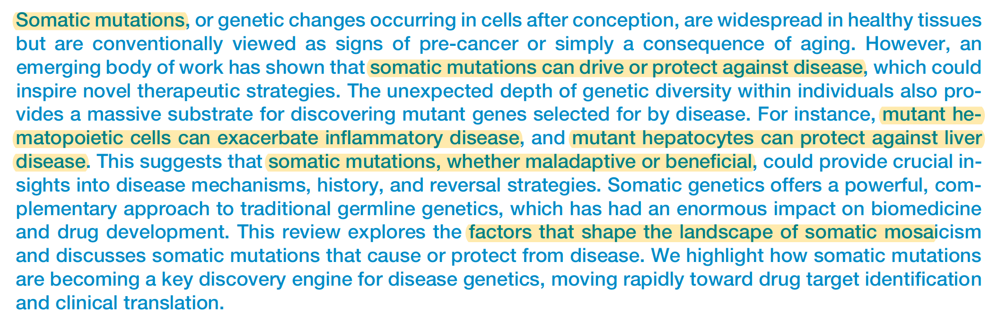 Somatic mutations, or genetic changes occurring in cells after conception, are widespread in healthy tissues
but are conventionally viewed as signs of pre-cancer or simply a consequence of aging. However, an
emerging body of work has shown that somatic mutations can drive or protect against disease, which could
inspire novel therapeutic strategies. The unexpected depth of genetic diversity within individuals also pro-
vides a massive substrate for discovering mutant genes selected for by disease. For instance, mutant he-
matopoietic cells can exacerbate inflammatory disease, and mutant hepatocytes can protect against liver
disease. This suggests that somatic mutations, whether maladaptive or beneficial, could provide crucial in-
sights into disease mechanisms, history, and reversal strategies. Somatic genetics offers a powerful, com-
plementary approach to traditional germline genetics, which has had an enormous impact on biomedicine
and drug development. This review explores the factors that shape the landscape of somatic mosaicism
and discusses somatic mutations that cause or protect from disease. We highlight how somatic mutations
are becoming a key discovery engine for disease genetics, moving rapidly toward drug target identification
and clinical translation.